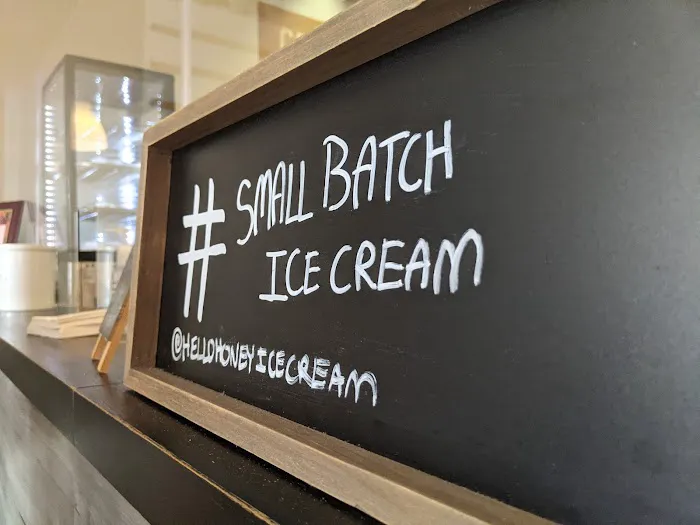 # SMALL BATCH
ICE CREAM
@HELLOHONEYICECREAM